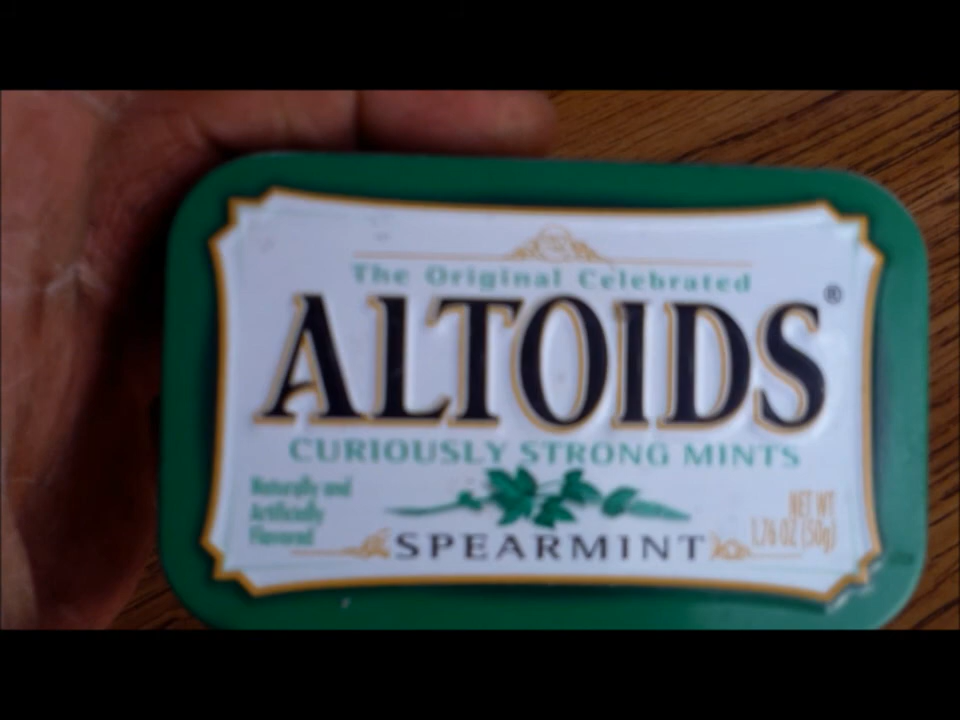 The Original Celebrated
ALTOIDS®
CURIOUSLY STRONG MINTS
Naturally and
Artificially
Flavored
NET WT
1.76 OZ (50g)
SPEARMINT